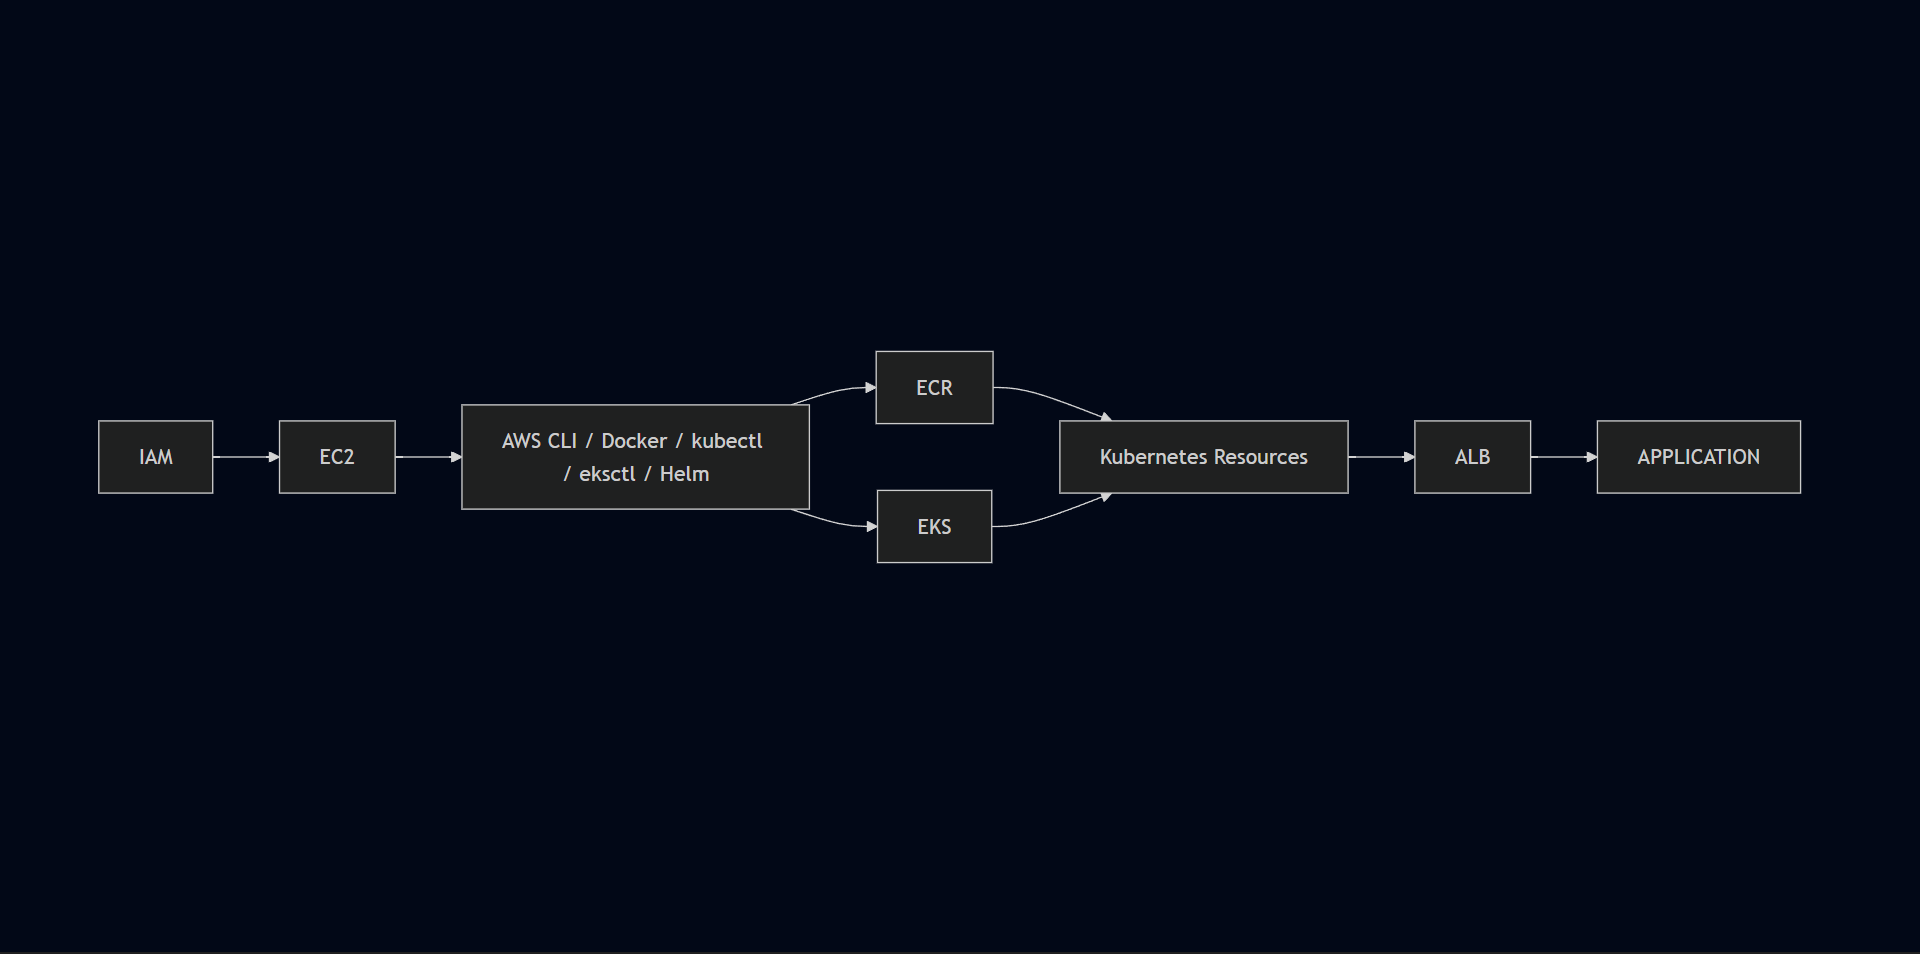 IAM
EC2
AWS CLI / Docker / kubectl
/ eksctl / Helm
ECR
EKS
Kubernetes Resources
ALB
APPLICATION